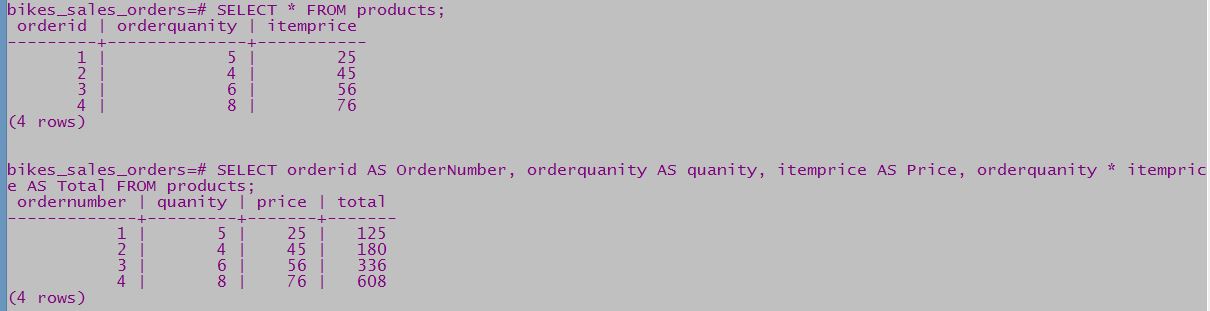 bikes_sales_orders=# SELECT * FROM products;
 orderid | orderquanity | itemprice
---------+--------------+-----------
       1 |            5 |        25
       2 |            4 |        45
       3 |            6 |        56
       4 |            8 |        76
(4 rows)
bikes_sales_orders=# SELECT orderid AS OrderNumber, orderquanity AS quanity, itemprice AS Price, orderquanity * itempric
e AS Total FROM products;
 ordernumber | quanity | price | total
-------------+---------+-------+-------
           1 |       5 |    25 |   125
           2 |       4 |    45 |   180
           3 |       6 |    56 |   336
           4 |       8 |    76 |   608
(4 rows)